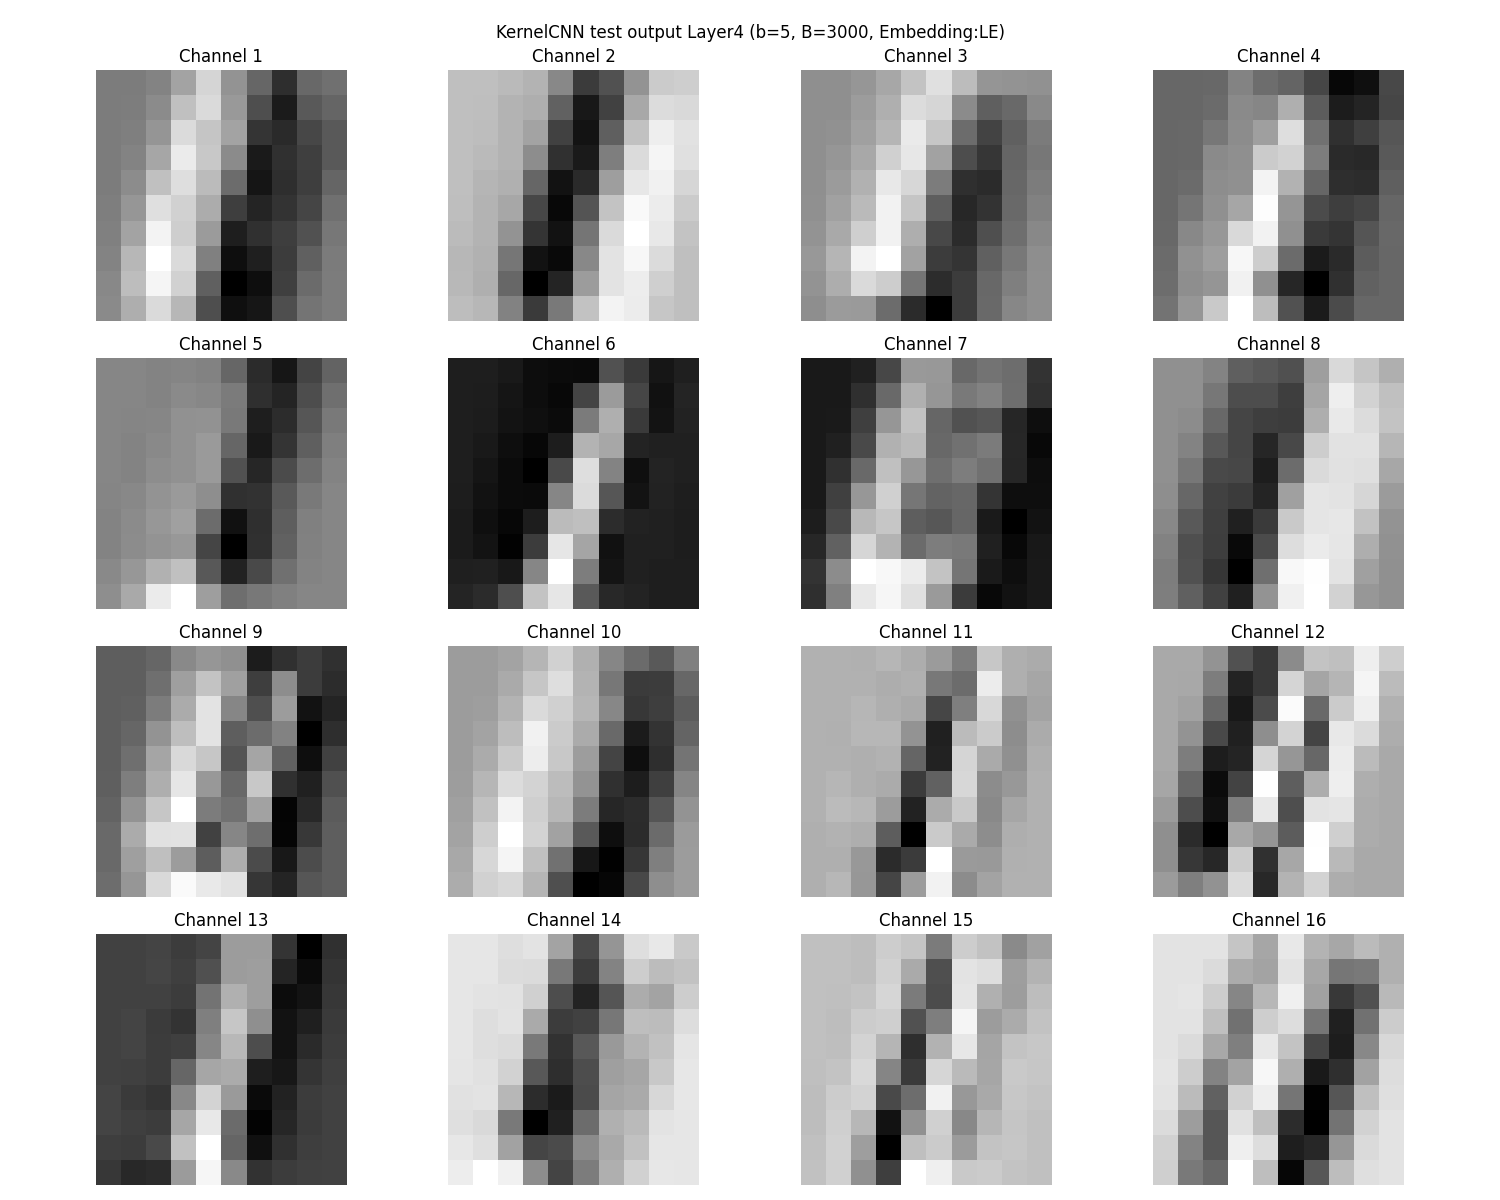 KernelCNN test output Layer4 (b=5, B=3000, Embedding:LE)
Channel 1
Channel 2
Channel 3
Channel 4
Channel 5
Channel 6
Channel 7
Channel 8
Channel 9
Channel 10
Channel 11
Channel 12
Channel 13
Channel 14
Channel 15
Channel 16